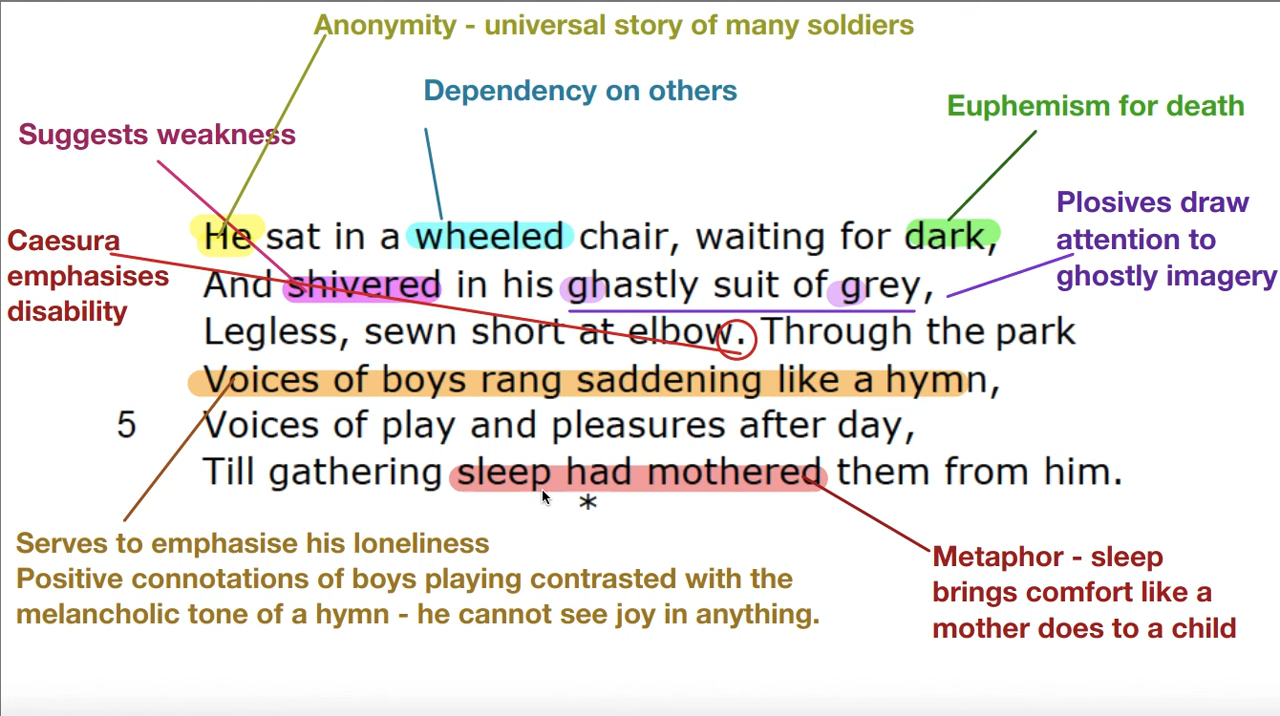 Anonymity - universal story of many soldiers
Dependency on others
Euphemism for death
Suggests weakness
Plosives draw
attention to
ghostly imagery
Caesura
emphasises
disability
He sat in a wheeled chair, waiting for dark,
And shivered in his ghastly suit of grey,
Legless, sewn short at elbow. Through the park
Voices of boys rang saddening like a hymn,
5 Voices of play and pleasures after day,
Till gathering sleep had mothered them from him.
*
Serves to emphasise his loneliness
Positive connotations of boys playing contrasted with the
melancholic tone of a hymn - he cannot see joy in anything.
Metaphor - sleep
brings comfort like a
mother does to a child